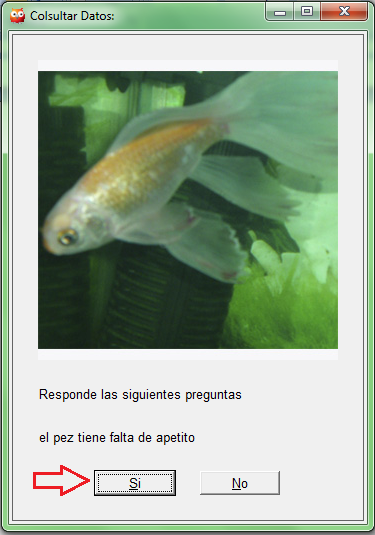 Colsultar Datos:
Responde las siguientes preguntas
el pez tiene falta de apetito
Si No